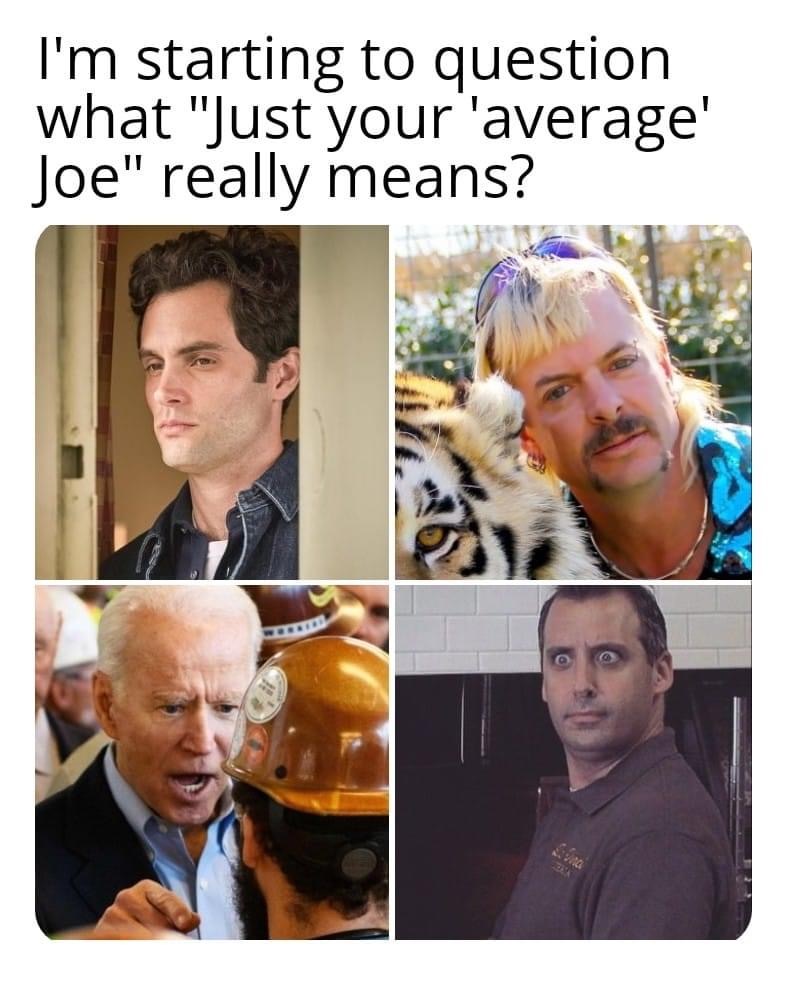 I'm starting to question
what "Just your 'average'
Joe" really means?